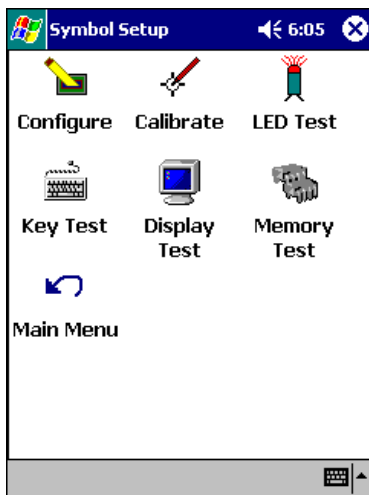 Symbol Setup 6:05
Configure Calibrate LED Test
Key Test Display Test Memory Test
Main Menu